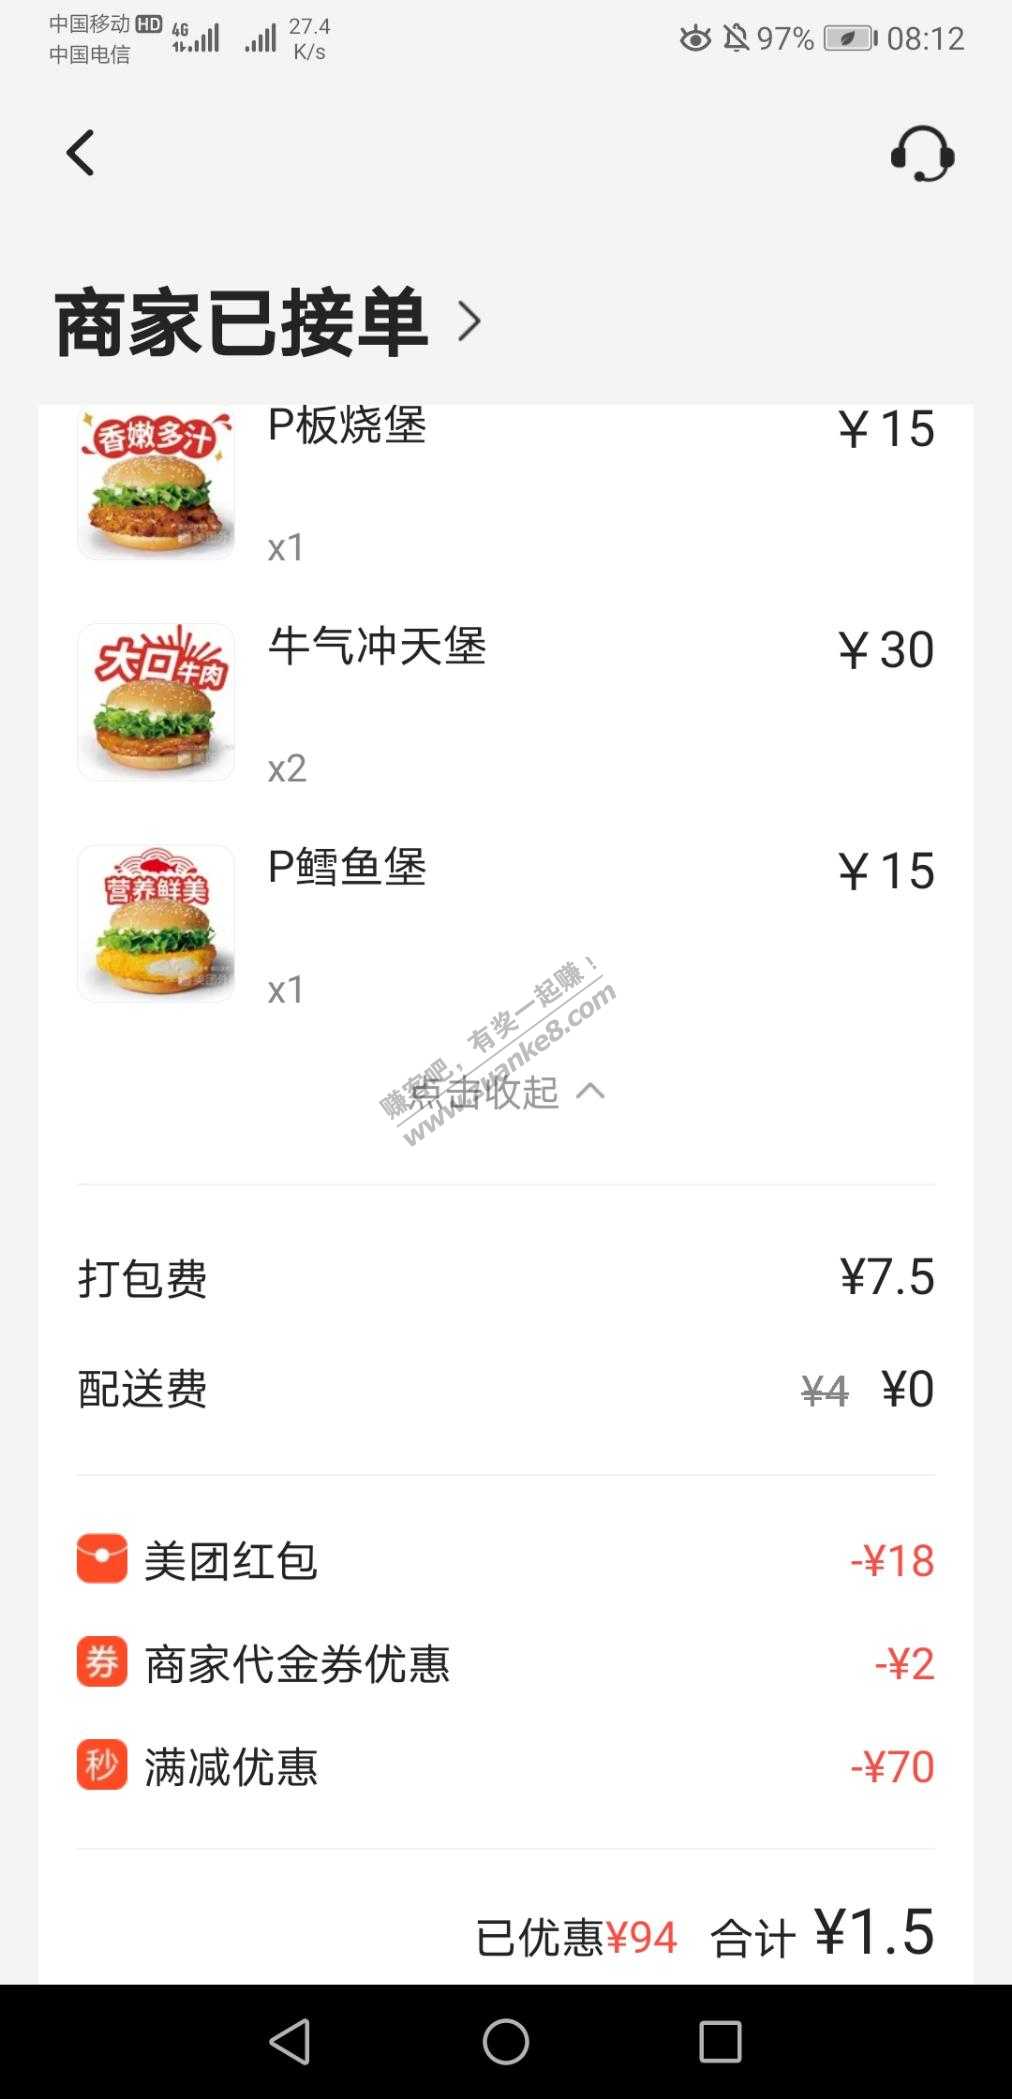 中国移动 HD 4G 27.4 K/s 97% 08:12
中国电信
商家已接单
香嫩多汁
P板烧堡 ¥15
x1
大口牛肉
牛气冲天堡 ¥30
x2
营养鲜美
P鳕鱼堡 ¥15
x1
赚客吧，有奖一起赚！
www.zuanke8.com
点击收起
打包费 ¥7.5
配送费 ¥4 ¥0
美团红包 -¥18
券 商家代金券优惠 -¥2
秒 满减优惠 -¥70
已优惠¥94 合计 ¥1.5